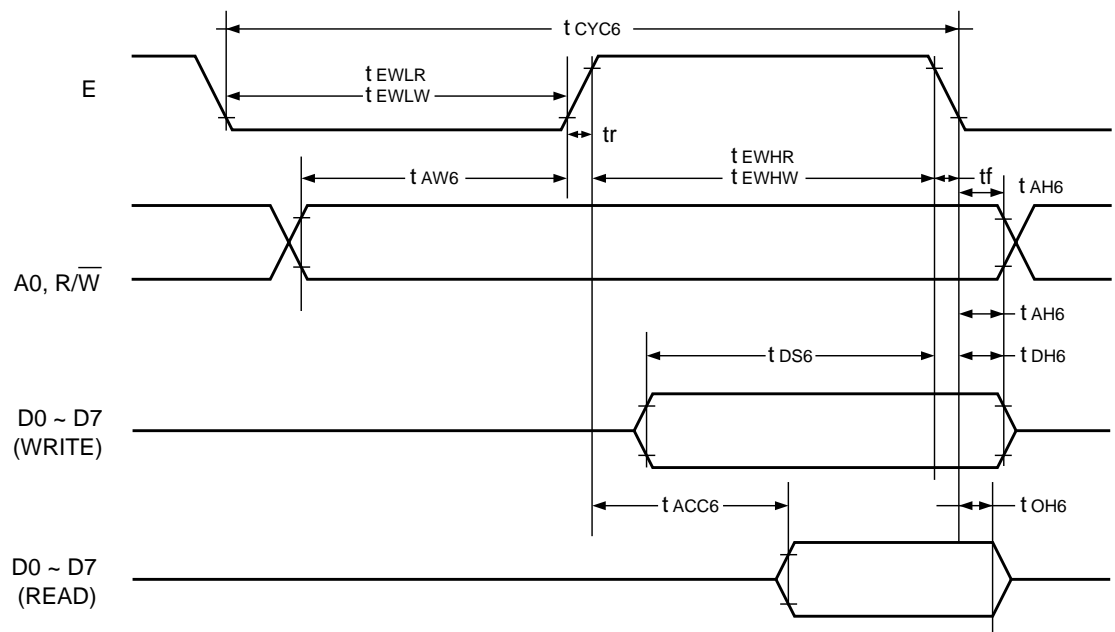 t CYC6
E
t EWLR
t EWLW
tr
t EWHR
t EWHW
tf
t AW6
t AH6
A0, R/W̅
t AH6
t DS6
t DH6
D0 ~ D7
(WRITE)
t ACC6
t OH6
D0 ~ D7
(READ)